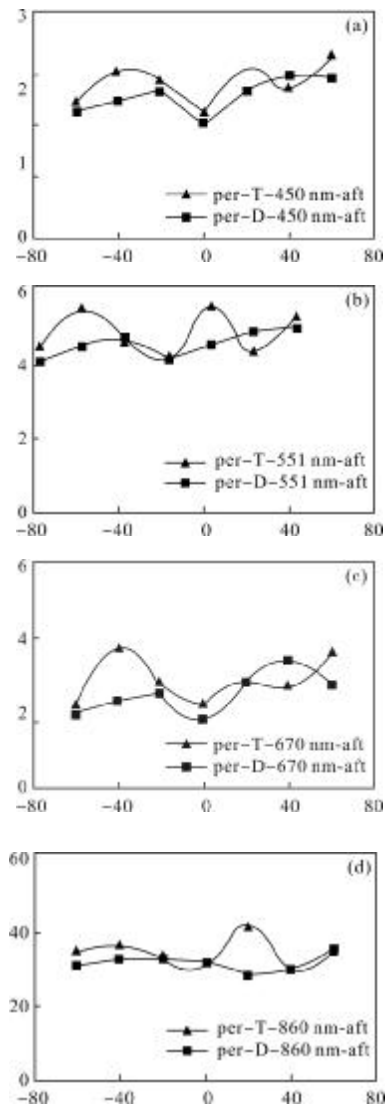 3
(a)
2
1
per-T-450 nm-aft
per-D-450 nm-aft
0
-80 -40 0 40 80
6
(b)
4
2
per-T-551 nm-aft
per-D-551 nm-aft
0
-80 -40 0 40 80
6
(c)
4
2
per-T-670 nm-aft
per-D-670 nm-aft
0
-80 -40 0 40 80
60
(d)
40
20
per-T-860 nm-aft
per-D-860 nm-aft
0
-80 -40 0 40 80